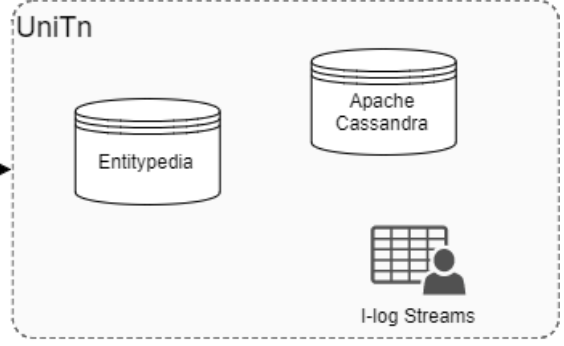 UniTn
Apache
Cassandra
Entitypedia
I-log Streams